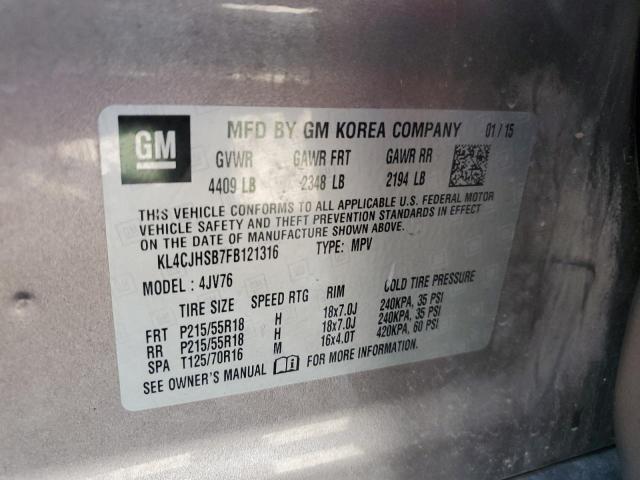 GM
MFD BY GM KOREA COMPANY 01/15
GVWR GAWR FRT GAWR RR
4409 LB 2348 LB 2194 LB
THIS VEHICLE CONFORMS TO ALL APPLICABLE U.S. FEDERAL MOTOR
VEHICLE SAFETY AND THEFT PREVENTION STANDARDS IN EFFECT
ON THE DATE OF MANUFACTURE SHOWN ABOVE.
KL4CJHSB7FB121316 TYPE: MPV
MODEL: 4JV76
TIRE SIZE SPEED RTG RIM COLD TIRE PRESSURE
FRT P215/55R18 H 18x7.0J 240KPA, 35 PSI
RR P215/55R18 H 18x7.0J 240KPA, 35 PSI
SPA T125/70R16 M 16x4.0T 420KPA, 60 PSI
SEE OWNER'S MANUAL FOR MORE INFORMATION.